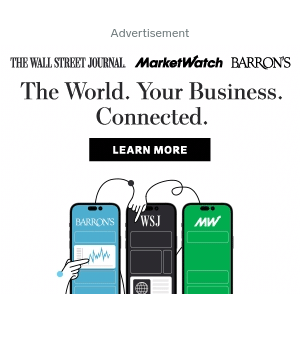 Advertisement
THE WALL STREET JOURNAL. MarketWatch BARRON'S
The World. Your Business.
Connected.
LEARN MORE
BARRON'S WSJ MW